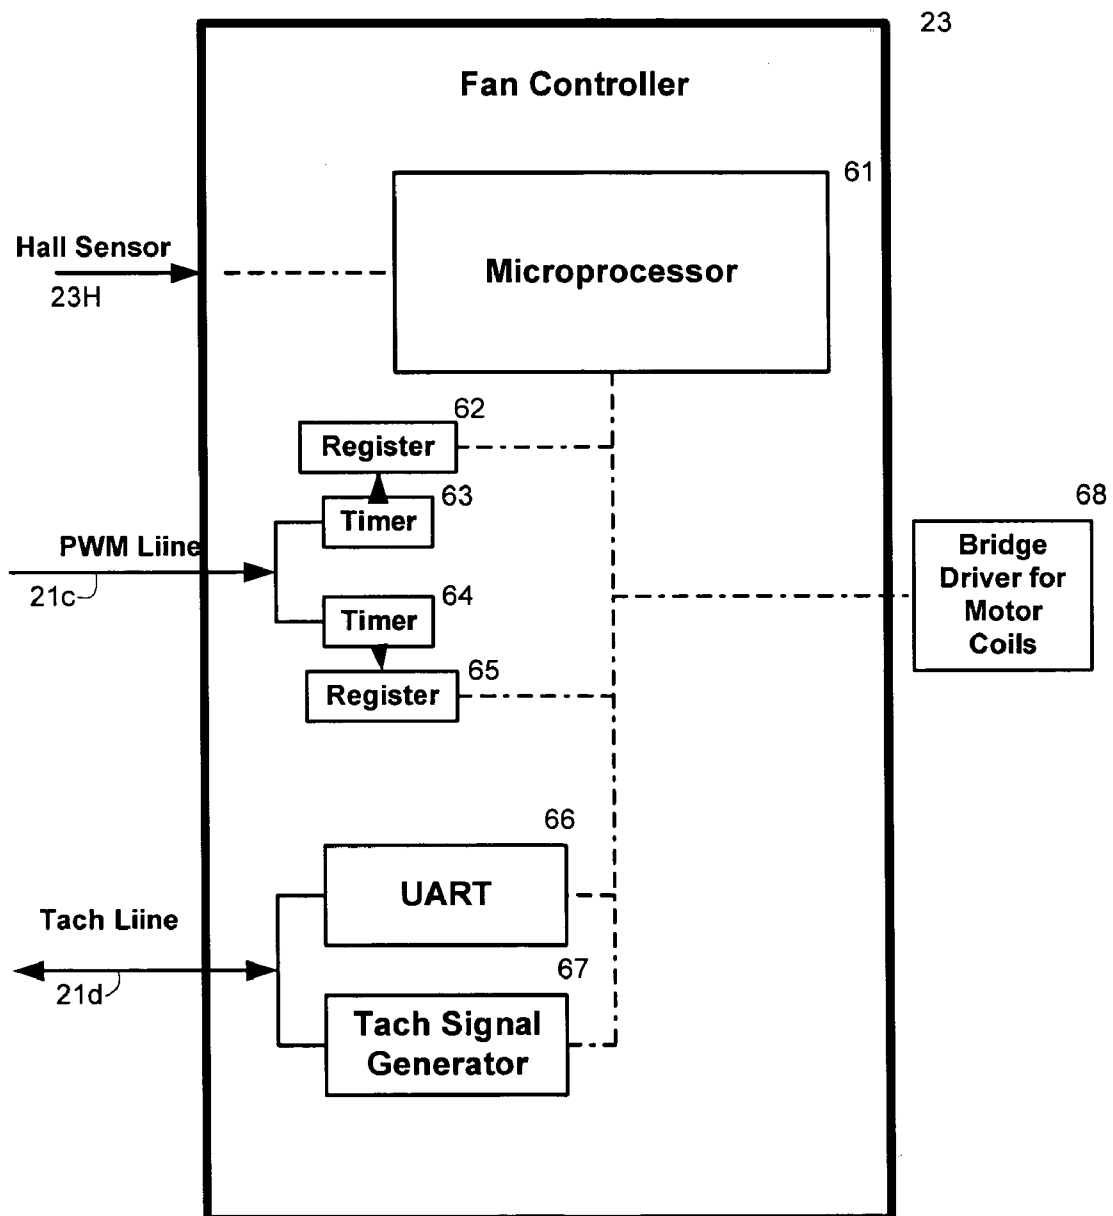 23
Fan Controller
61
Hall Sensor
23H
Microprocessor
62
Register
63
Timer
PWM Liine
21c
64
Timer
65
Register
68
Bridge
Driver for
Motor
Coils
66
UART
Tach Liine
21d
67
Tach Signal
Generator